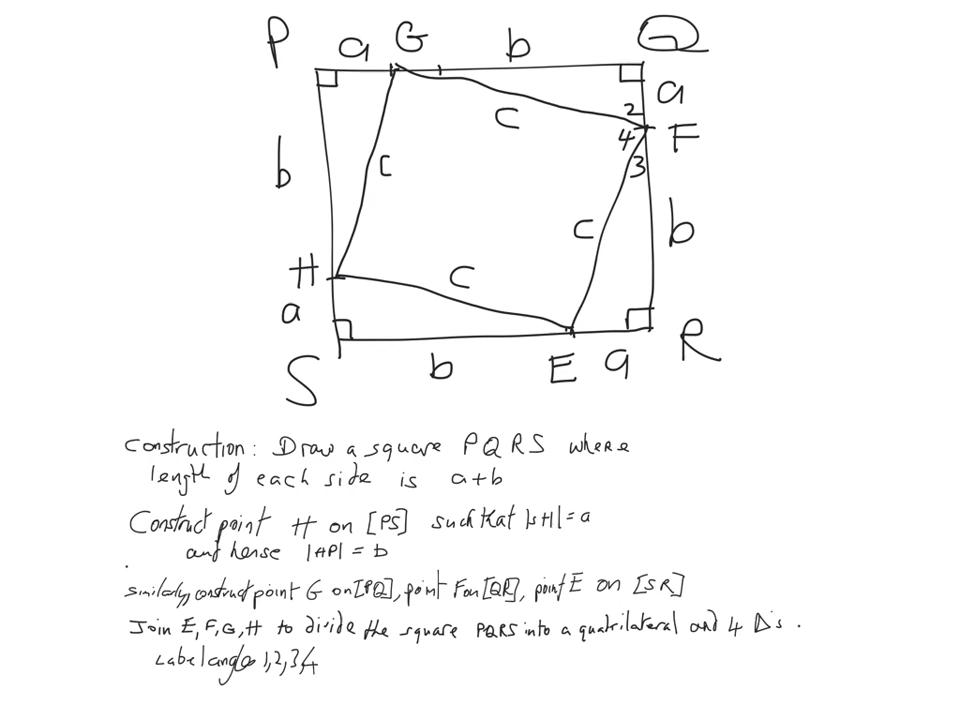 P a G b Q
a
2
c
4 F
b c 3
c b
H c
a
S b E a R
Construction: Draw a square PQRS where
length of each side is a+b
Construct point H on [PS] such that |SH| = a
and hense |HP| = b
similarly, construct point G on [PQ], point F on [QR], point E on [SR]
Join E, F, G, H to divide the square PQRS into a quatrilateral and 4 Δ's.
Label angles 1,2,3,4